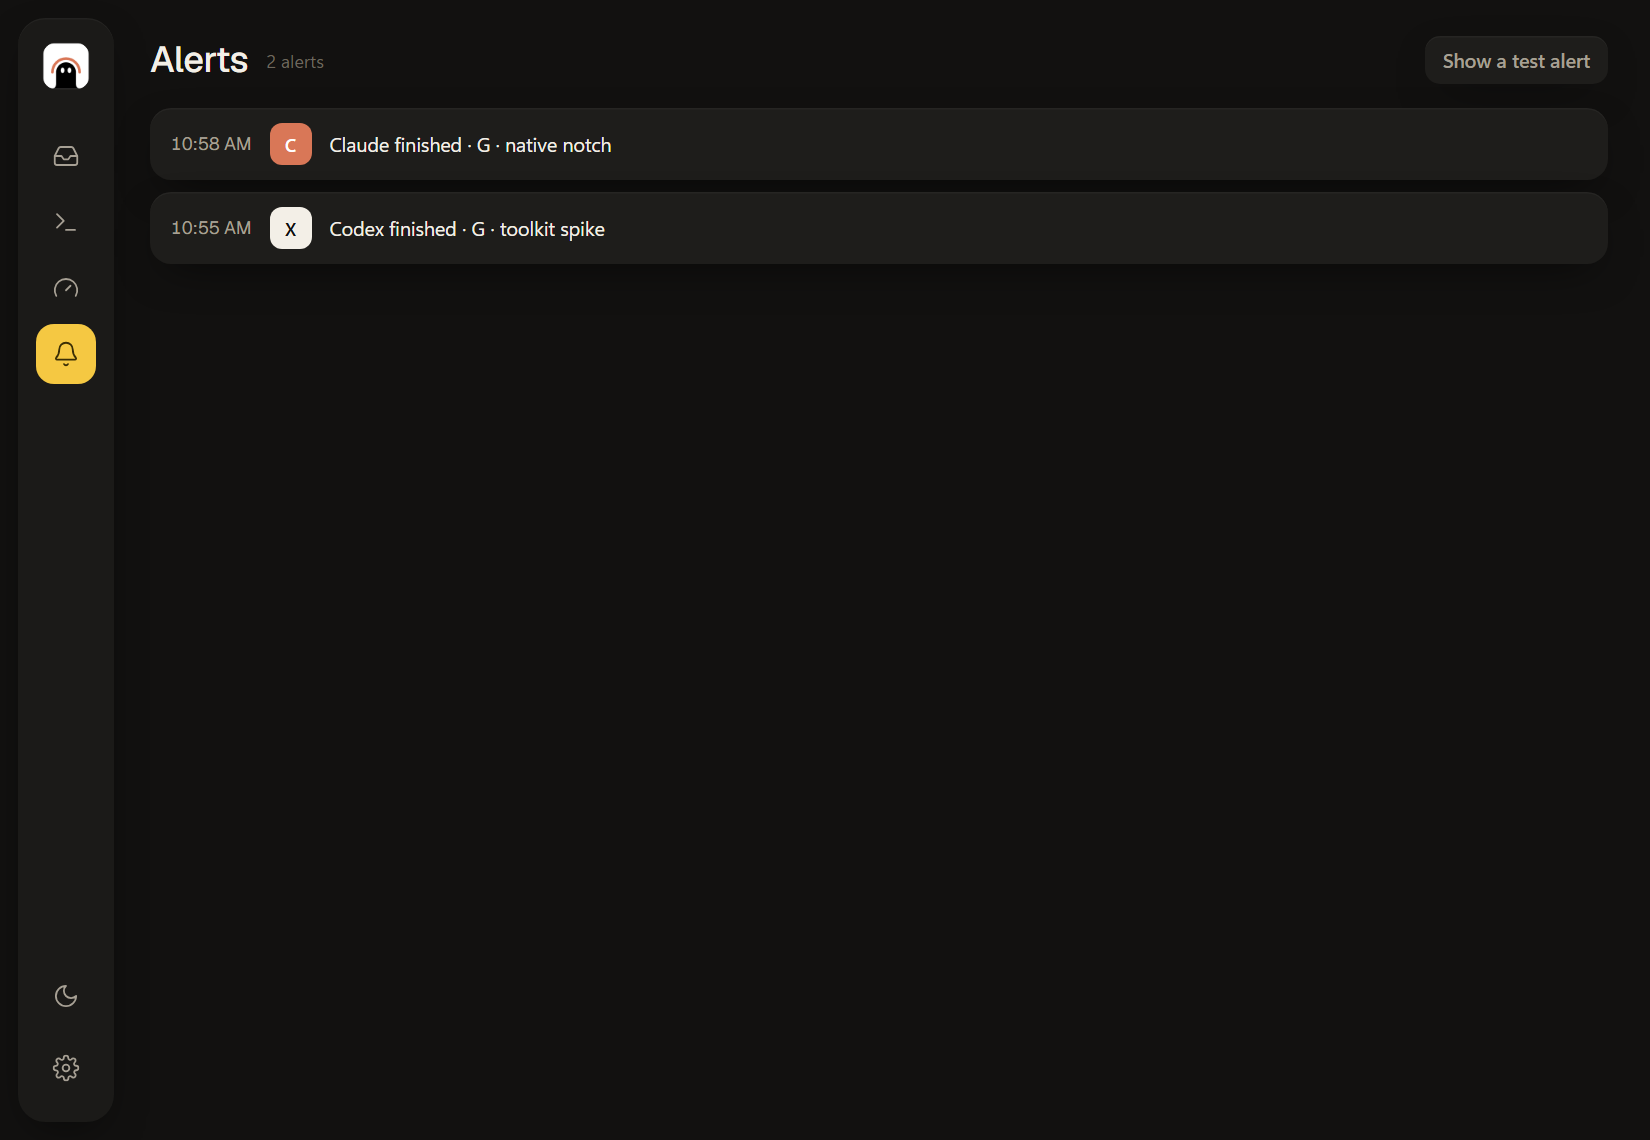 Alerts 2 alerts
Show a test alert
10:58 AM C Claude finished · G · native notch
10:55 AM X Codex finished · G · toolkit spike